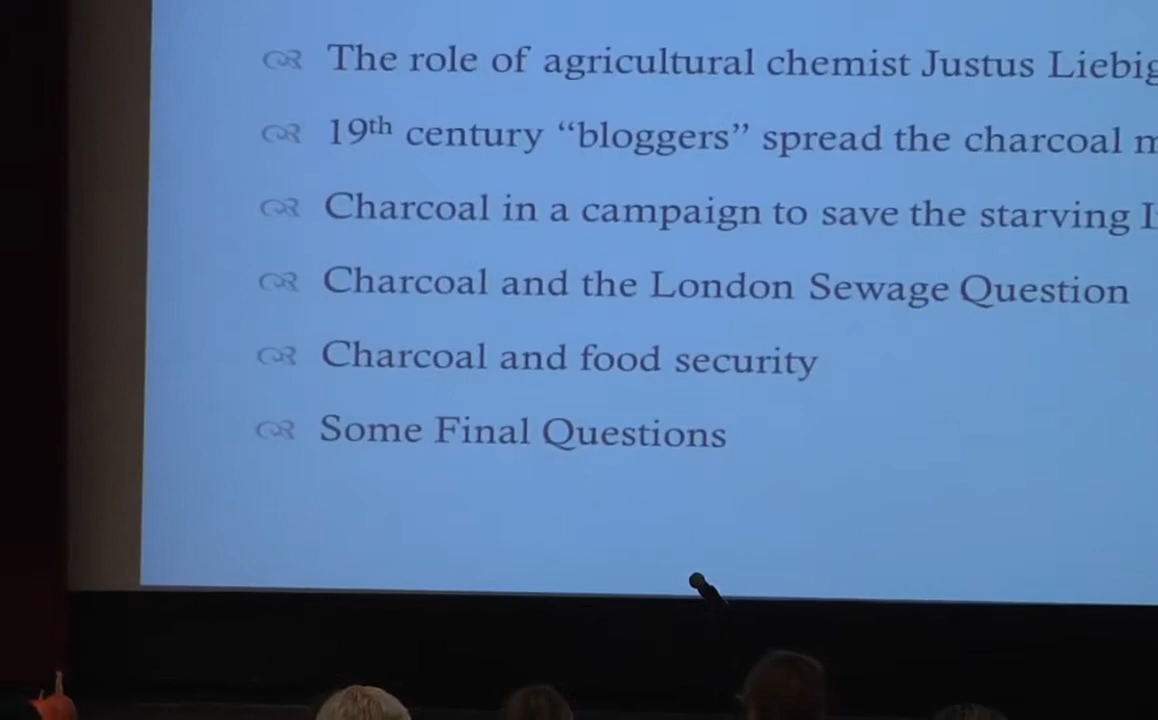 The role of agricultural chemist Justus Liebig
19th century “bloggers” spread the charcoal
Charcoal in a campaign to save the starving
Charcoal and the London Sewage Question
Charcoal and food security
Some Final Questions